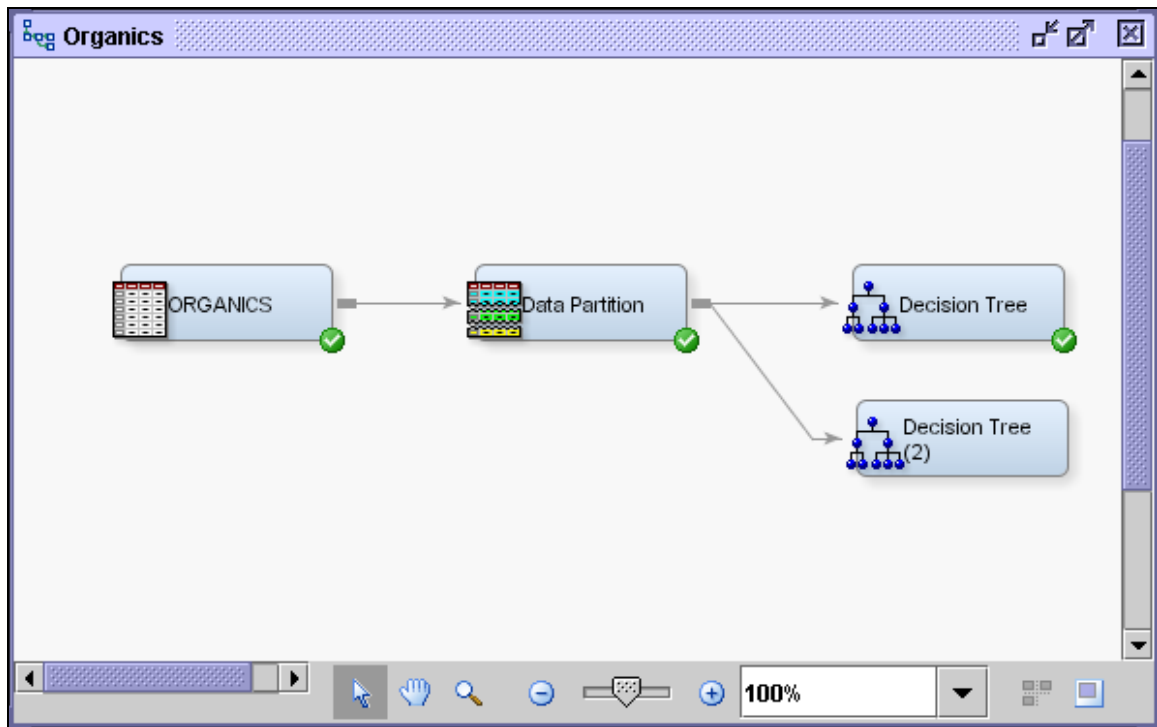 Organics
ORGANICS
Data Partition
Decision Tree
Decision Tree
(2)
100%